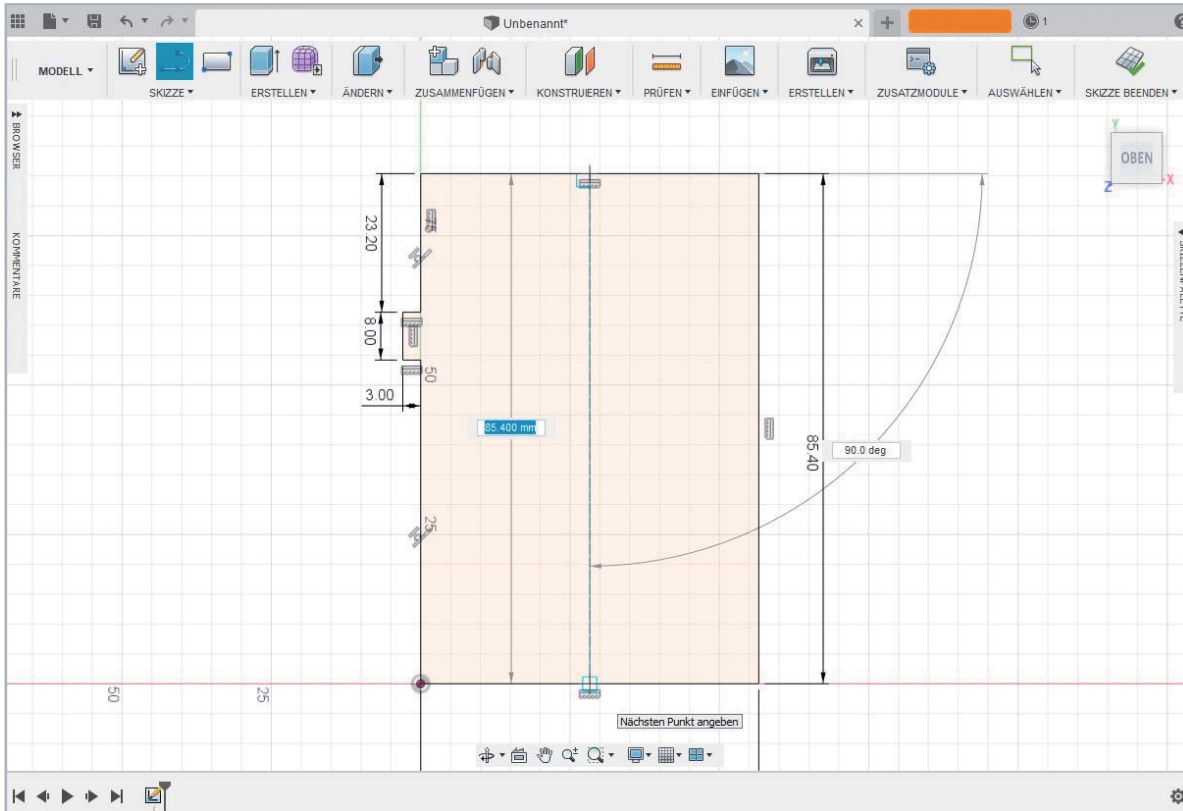 Unbenannt*
1
MODELL
SKIZZE
ERSTELLEN
ÄNDERN
ZUSAMMENFÜGEN
KONSTRUIEREN
PRÜFEN
EINFÜGEN
ERSTELLEN
ZUSATZMODULE
AUSWÄHLEN
SKIZZE BEENDEN
BROWSER
KOMMENTARE
Y
OBEN
Z
X
23.20
8.00
50
3.00
85.400 mm
85.40
90.0 deg
25
50
25
Nächsten Punkt angeben